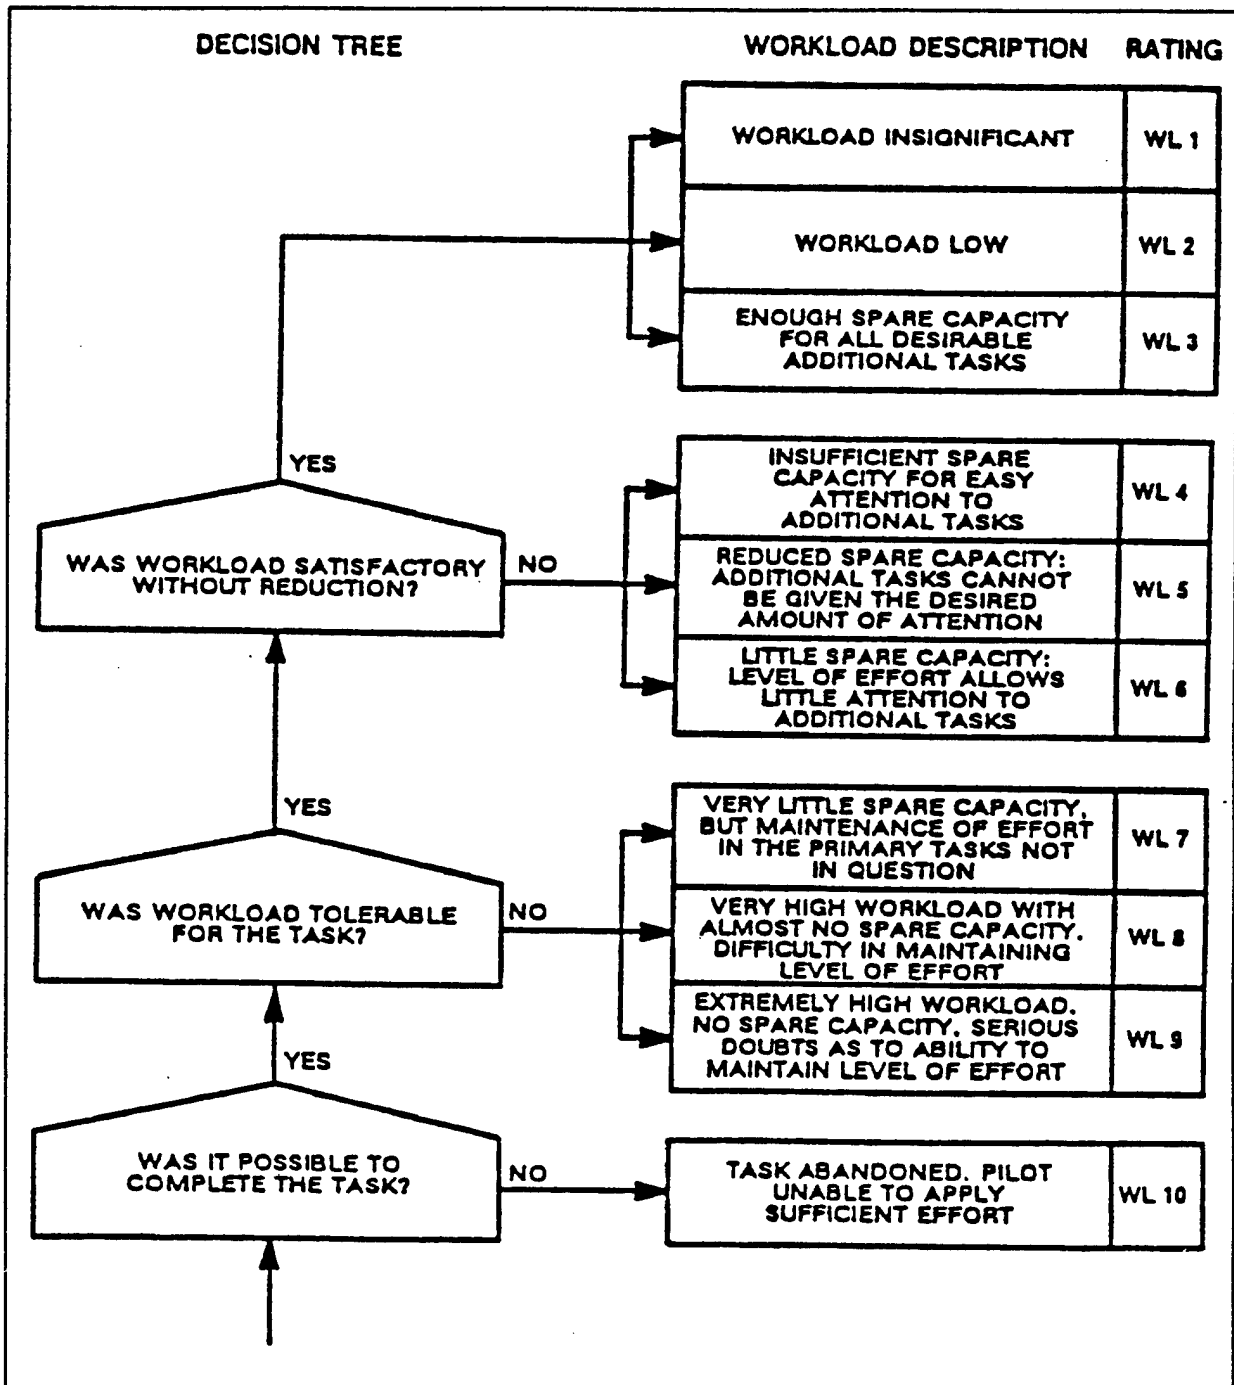 DECISION TREE
WORKLOAD DESCRIPTION
RATING
WORKLOAD INSIGNIFICANT
WL 1
WORKLOAD LOW
WL 2
ENOUGH SPARE CAPACITY
FOR ALL DESIRABLE
ADDITIONAL TASKS
WL 3
YES
WAS WORKLOAD SATISFACTORY
WITHOUT REDUCTION?
NO
INSUFFICIENT SPARE
CAPACITY FOR EASY
ATTENTION TO
ADDITIONAL TASKS
WL 4
REDUCED SPARE CAPACITY:
ADDITIONAL TASKS CANNOT
BE GIVEN THE DESIRED
AMOUNT OF ATTENTION
WL 5
LITTLE SPARE CAPACITY:
LEVEL OF EFFORT ALLOWS
LITTLE ATTENTION TO
ADDITIONAL TASKS
WL 6
YES
WAS WORKLOAD TOLERABLE
FOR THE TASK?
NO
VERY LITTLE SPARE CAPACITY,
BUT MAINTENANCE OF EFFORT
IN THE PRIMARY TASKS NOT
IN QUESTION
WL 7
VERY HIGH WORKLOAD WITH
ALMOST NO SPARE CAPACITY.
DIFFICULTY IN MAINTAINING
LEVEL OF EFFORT
WL 8
EXTREMELY HIGH WORKLOAD.
NO SPARE CAPACITY. SERIOUS
DOUBTS AS TO ABILITY TO
MAINTAIN LEVEL OF EFFORT
WL 9
YES
WAS IT POSSIBLE TO
COMPLETE THE TASK?
NO
TASK ABANDONED. PILOT
UNABLE TO APPLY
SUFFICIENT EFFORT
WL 10